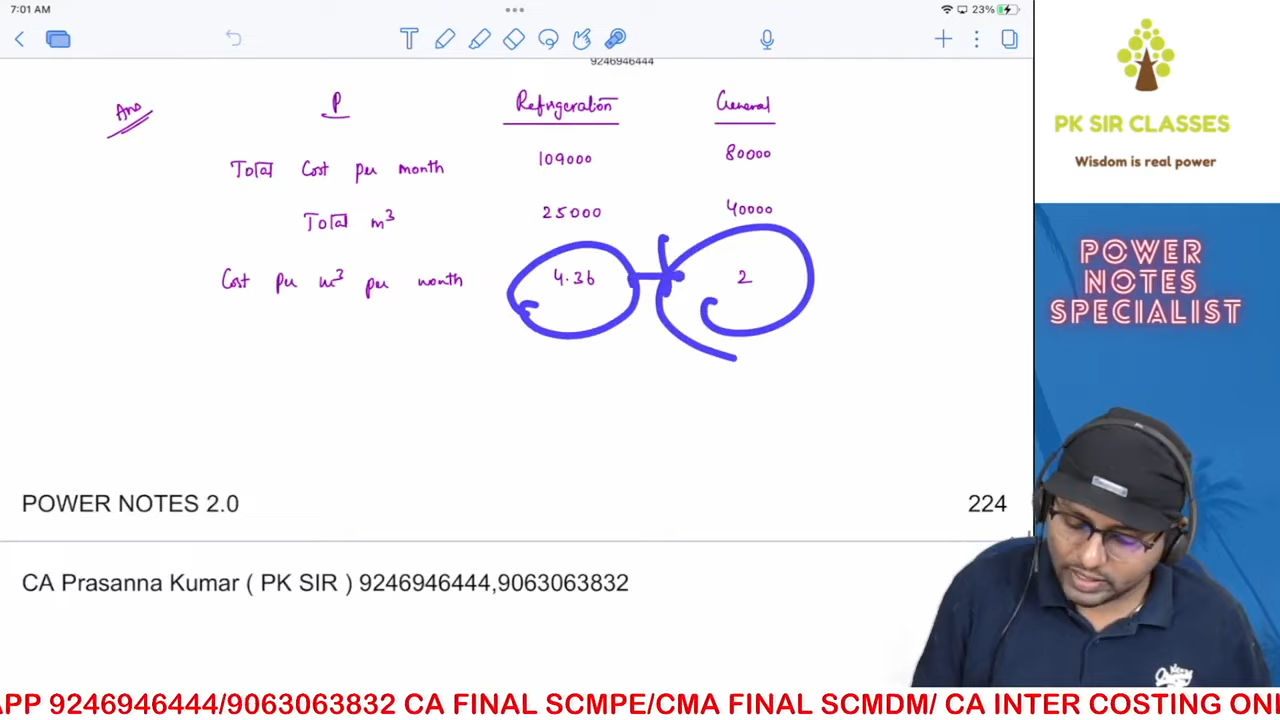 7:01 AM
23%
T
9246946444
Ans P Refrigeration General
Total Cost per month 109000 80000
Total m³ 25000 40000
Cost per m³ per month 4.36 2
POWER NOTES 2.0 224
CA Prasanna Kumar ( PK SIR ) 9246946444,9063063832
PK SIR CLASSES
Wisdom is real power
POWER
NOTES
SPECIALIST
APP 9246946444/9063063832 CA FINAL SCMPE/CMA FINAL SCMDM/ CA INTER COSTING